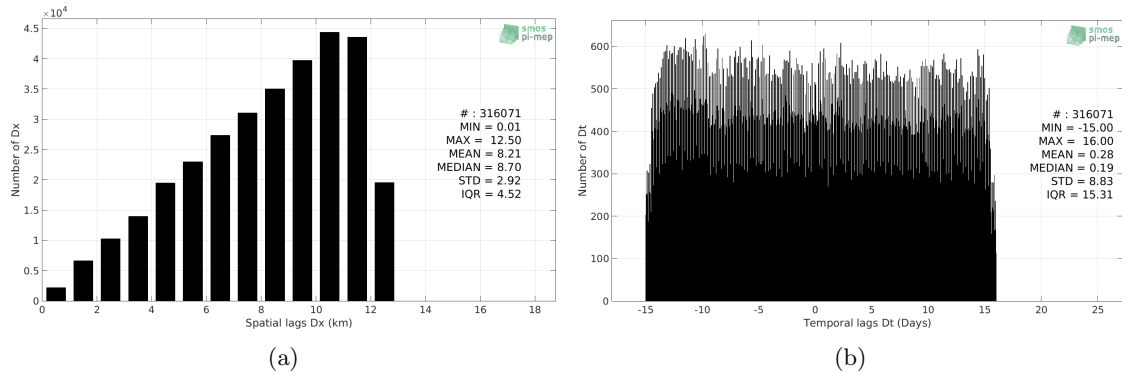 ×10⁴
4.5
4
3.5
3
2.5
2
1.5
1
0.5
0
Number of Dx
0 2 4 6 8 10 12 14 16 18
Spatial lags Dx (km)
smos
pi-mep
# : 316071
MIN = 0.01
MAX = 12.50
MEAN = 8.21
MEDIAN = 8.70
STD = 2.92
IQR = 4.52
(a)
600
500
400
300
200
100
0
Number of Dt
-15 -10 -5 0 5 10 15 20 25
Temporal lags Dt (Days)
smos
pi-mep
# : 316071
MIN = -15.00
MAX = 16.00
MEAN = 0.28
MEDIAN = 0.19
STD = 8.83
IQR = 15.31
(b)